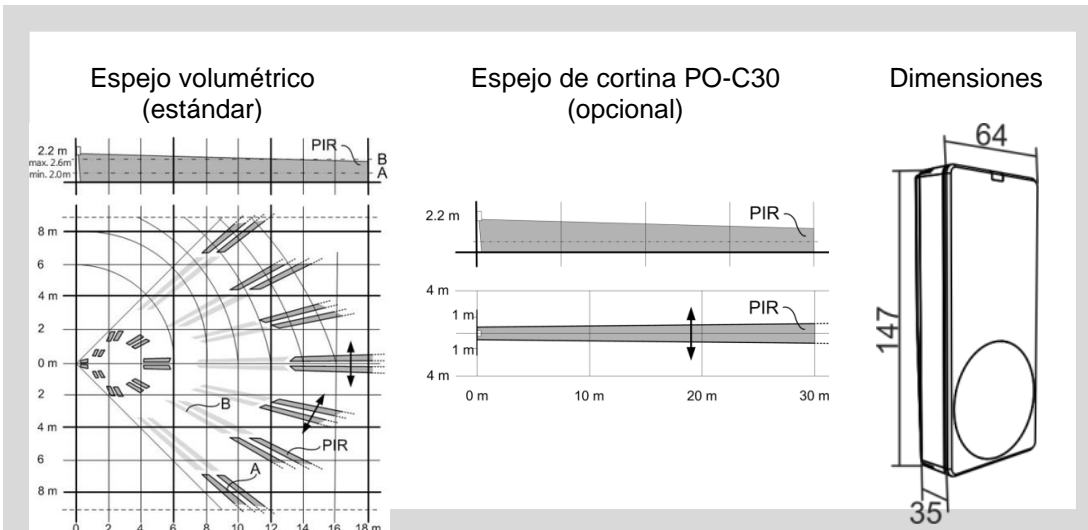 Espejo volumétrico
(estándar)
2.2 m
max. 2.6m
min. 2.0m
PIR
B
A
8 m
6
4 m
2
0 m
2
4 m
6
8 m
B
PIR
A
0 2 4 6 8 10 12 14 16 18 m
Espejo de cortina PO-C30
(opcional)
2.2 m
PIR
4 m
1 m
1 m
4 m
PIR
0 m 10 m 20 m 30 m
Dimensiones
64
147
35